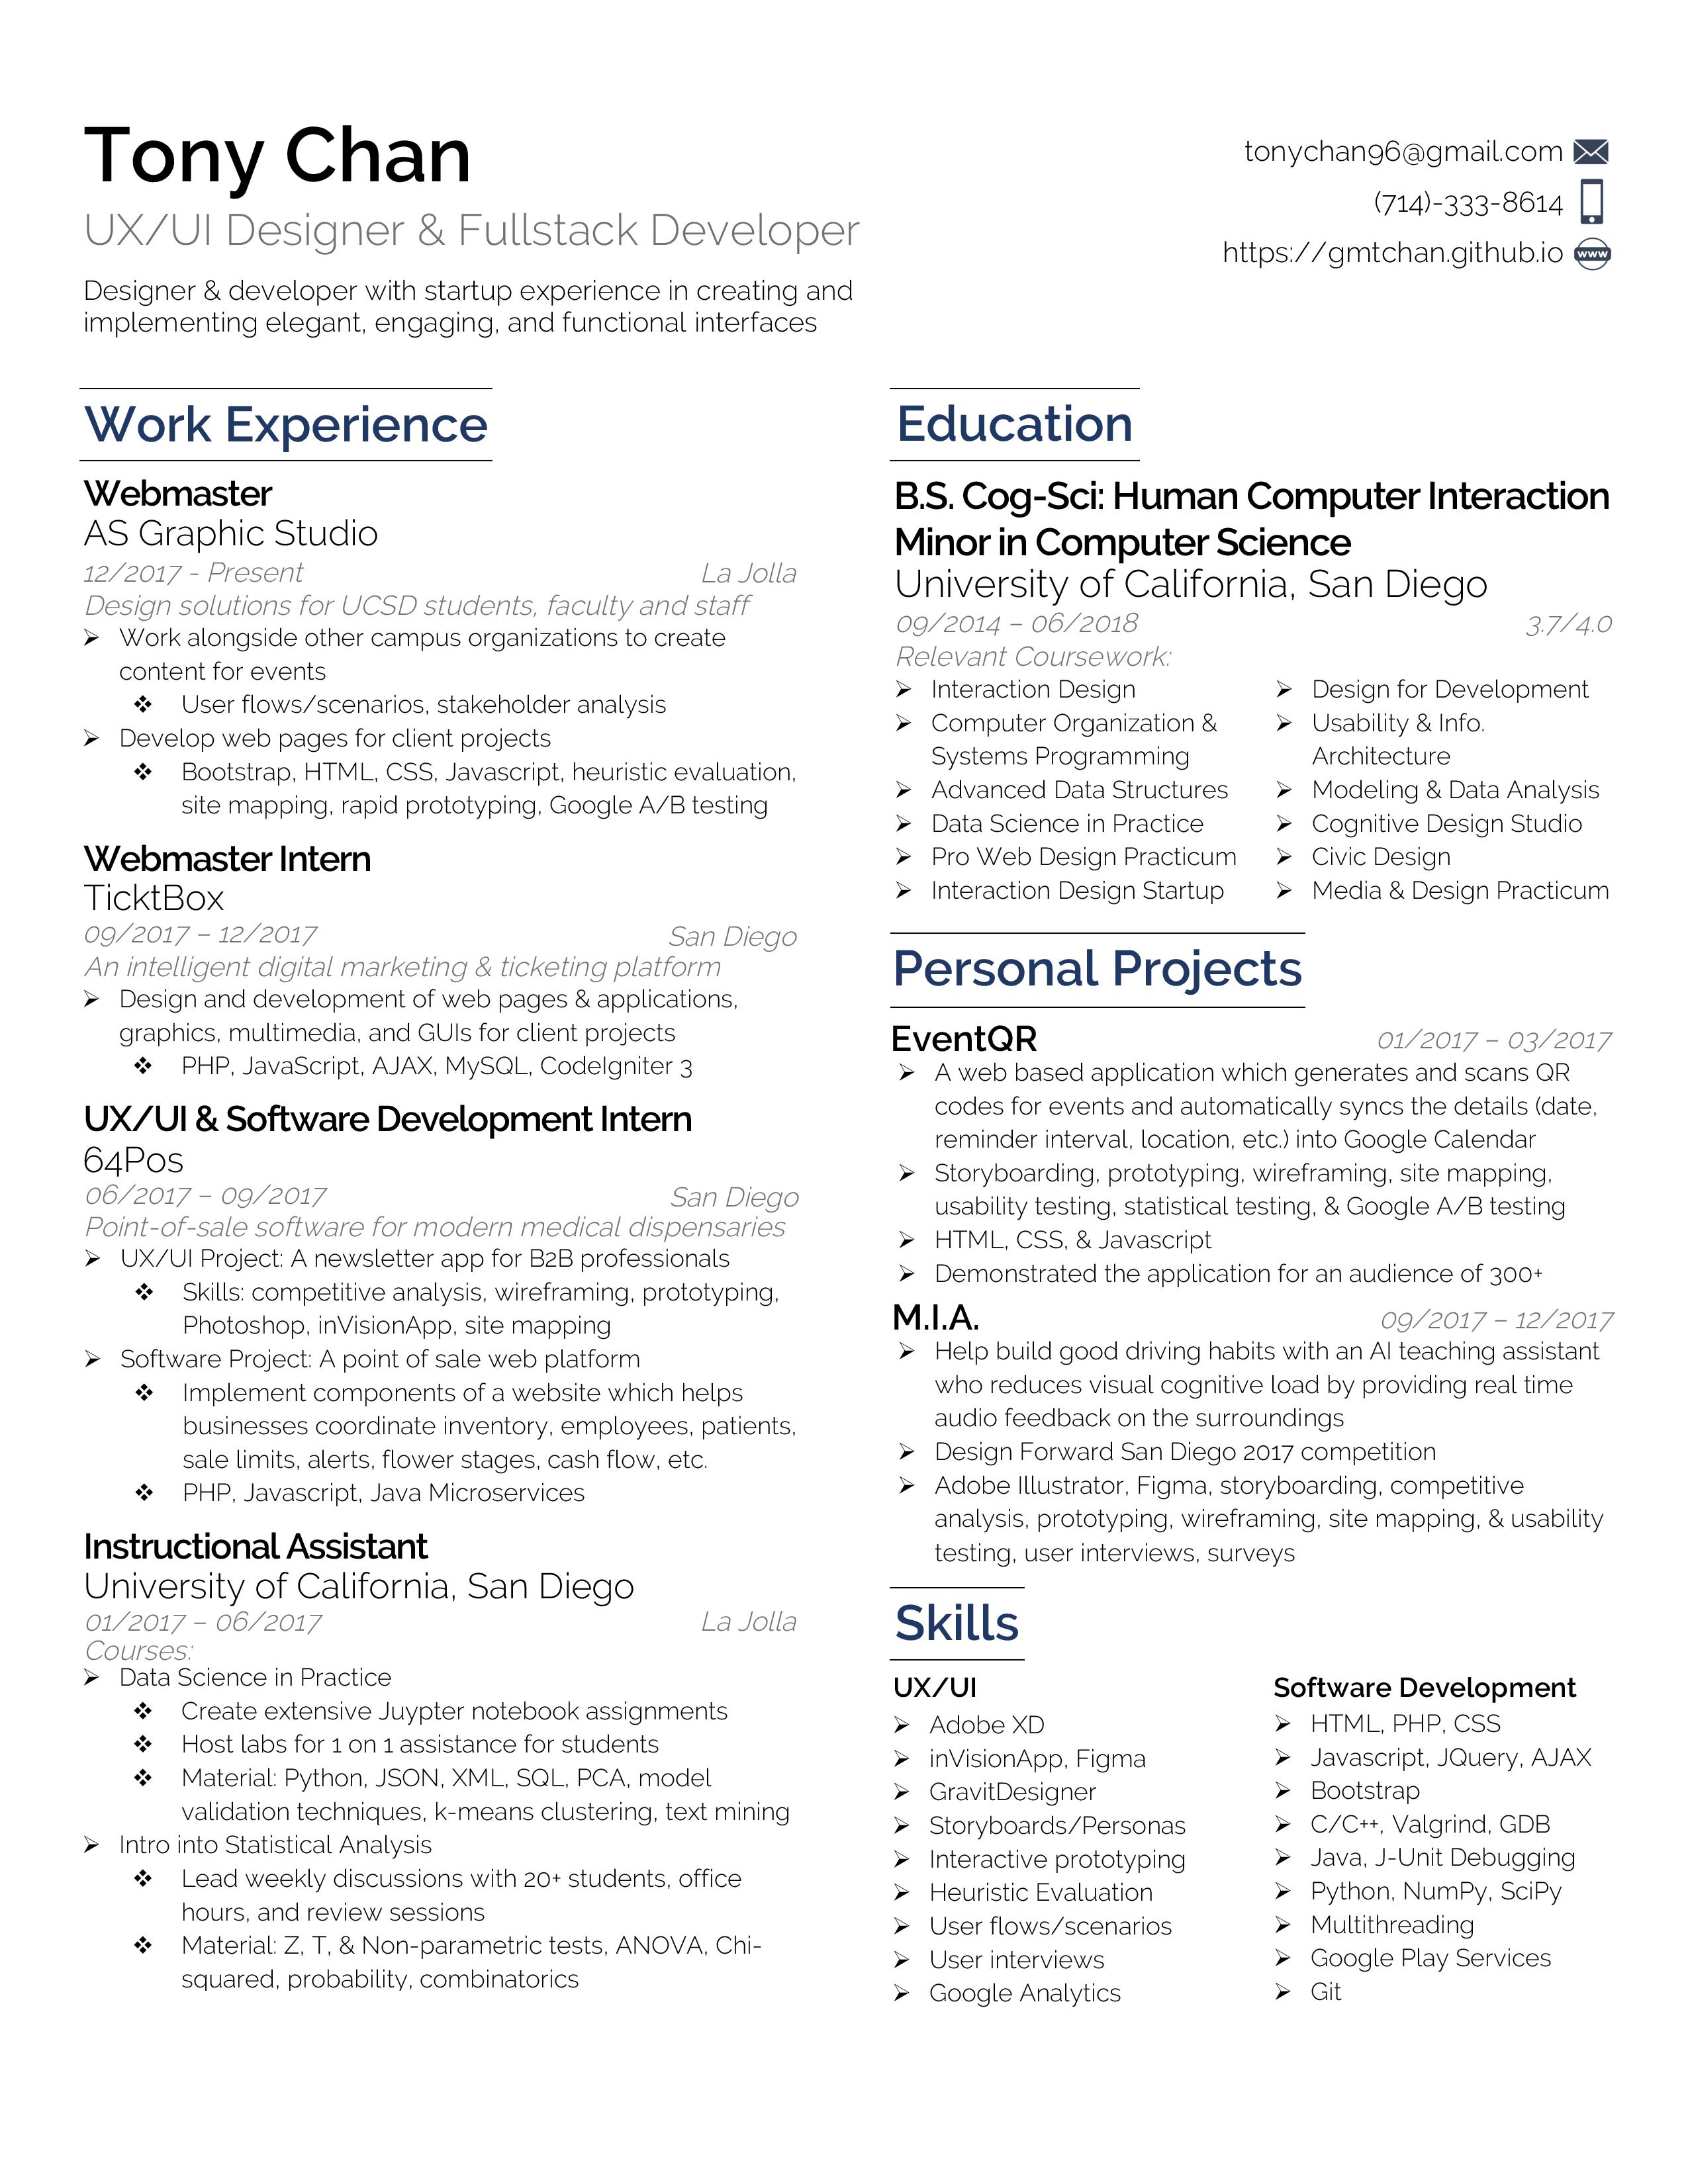 Tony Chan
UX/UI Designer & Fullstack Developer
Designer & developer with startup experience in creating and
implementing elegant, engaging, and functional interfaces
tonychan96@gmail.com
(714)-333-8614
https://gmtchan.github.io
www
Work Experience
Webmaster
AS Graphic Studio
12/2017 - Present La Jolla
Design solutions for UCSD students, faculty and staff
➢ Work alongside other campus organizations to create
content for events
❖ User flows/scenarios, stakeholder analysis
➢ Develop web pages for client projects
❖ Bootstrap, HTML, CSS, Javascript, heuristic evaluation,
site mapping, rapid prototyping, Google A/B testing
Webmaster Intern
TicktBox
09/2017 – 12/2017 San Diego
An intelligent digital marketing & ticketing platform
➢ Design and development of web pages & applications,
graphics, multimedia, and GUIs for client projects
❖ PHP, JavaScript, AJAX, MySQL, CodeIgniter 3
UX/UI & Software Development Intern
64Pos
06/2017 – 09/2017 San Diego
Point-of-sale software for modern medical dispensaries
➢ UX/UI Project: A newsletter app for B2B professionals
❖ Skills: competitive analysis, wireframing, prototyping,
Photoshop, inVisionApp, site mapping
➢ Software Project: A point of sale web platform
❖ Implement components of a website which helps
businesses coordinate inventory, employees, patients,
sale limits, alerts, flower stages, cash flow, etc.
❖ PHP, Javascript, Java Microservices
Instructional Assistant
University of California, San Diego
01/2017 – 06/2017 La Jolla
Courses:
➢ Data Science in Practice
❖ Create extensive Juypter notebook assignments
❖ Host labs for 1 on 1 assistance for students
❖ Material: Python, JSON, XML, SQL, PCA, model
validation techniques, k-means clustering, text mining
➢ Intro into Statistical Analysis
❖ Lead weekly discussions with 20+ students, office
hours, and review sessions
❖ Material: Z, T, & Non-parametric tests, ANOVA, Chi-
squared, probability, combinatorics
Education
B.S. Cog-Sci: Human Computer Interaction
Minor in Computer Science
University of California, San Diego
09/2014 – 06/2018 3.7/4.0
Relevant Coursework:
➢ Interaction Design
➢ Computer Organization &
Systems Programming
➢ Advanced Data Structures
➢ Data Science in Practice
➢ Pro Web Design Practicum
➢ Interaction Design Startup
➢ Design for Development
➢ Usability & Info.
Architecture
➢ Modeling & Data Analysis
➢ Cognitive Design Studio
➢ Civic Design
➢ Media & Design Practicum
Personal Projects
EventQR 01/2017 – 03/2017
➢ A web based application which generates and scans QR
codes for events and automatically syncs the details (date,
reminder interval, location, etc.) into Google Calendar
➢ Storyboarding, prototyping, wireframing, site mapping,
usability testing, statistical testing, & Google A/B testing
➢ HTML, CSS, & Javascript
➢ Demonstrated the application for an audience of 300+
M.I.A. 09/2017 – 12/2017
➢ Help build good driving habits with an AI teaching assistant
who reduces visual cognitive load by providing real time
audio feedback on the surroundings
➢ Design Forward San Diego 2017 competition
➢ Adobe Illustrator, Figma, storyboarding, competitive
analysis, prototyping, wireframing, site mapping, & usability
testing, user interviews, surveys
Skills
UX/UI
➢ Adobe XD
➢ inVisionApp, Figma
➢ GravitDesigner
➢ Storyboards/Personas
➢ Interactive prototyping
➢ Heuristic Evaluation
➢ User flows/scenarios
➢ User interviews
➢ Google Analytics
Software Development
➢ HTML, PHP, CSS
➢ Javascript, JQuery, AJAX
➢ Bootstrap
➢ C/C++, Valgrind, GDB
➢ Java, J-Unit Debugging
➢ Python, NumPy, SciPy
➢ Multithreading
➢ Google Play Services
➢ Git